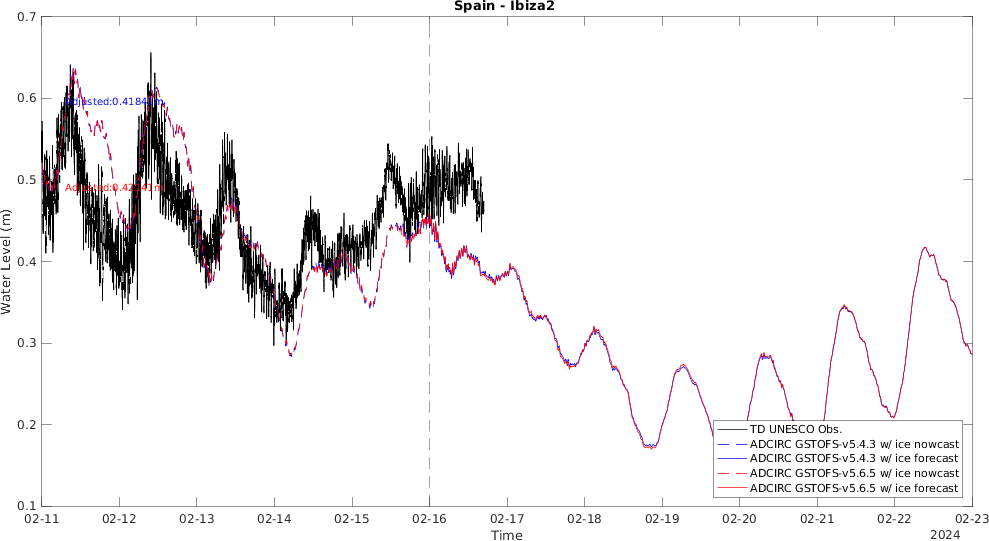 Spain - Ibiza2
0.7
0.6
0.5
0.4
0.3
0.2
0.1
Water Level (m)
02-11
02-12
02-13
02-14
02-15
02-16
02-17
02-18
02-19
02-20
02-21
02-22
02-23
Time
2024
TD UNESCO Obs.
ADCIRC GSTOFS-v5.4.3 w/ ice nowcast
ADCIRC GSTOFS-v5.4.3 w/ ice forecast
ADCIRC GSTOFS-v5.6.5 w/ ice nowcast
ADCIRC GSTOFS-v5.6.5 w/ ice forecast